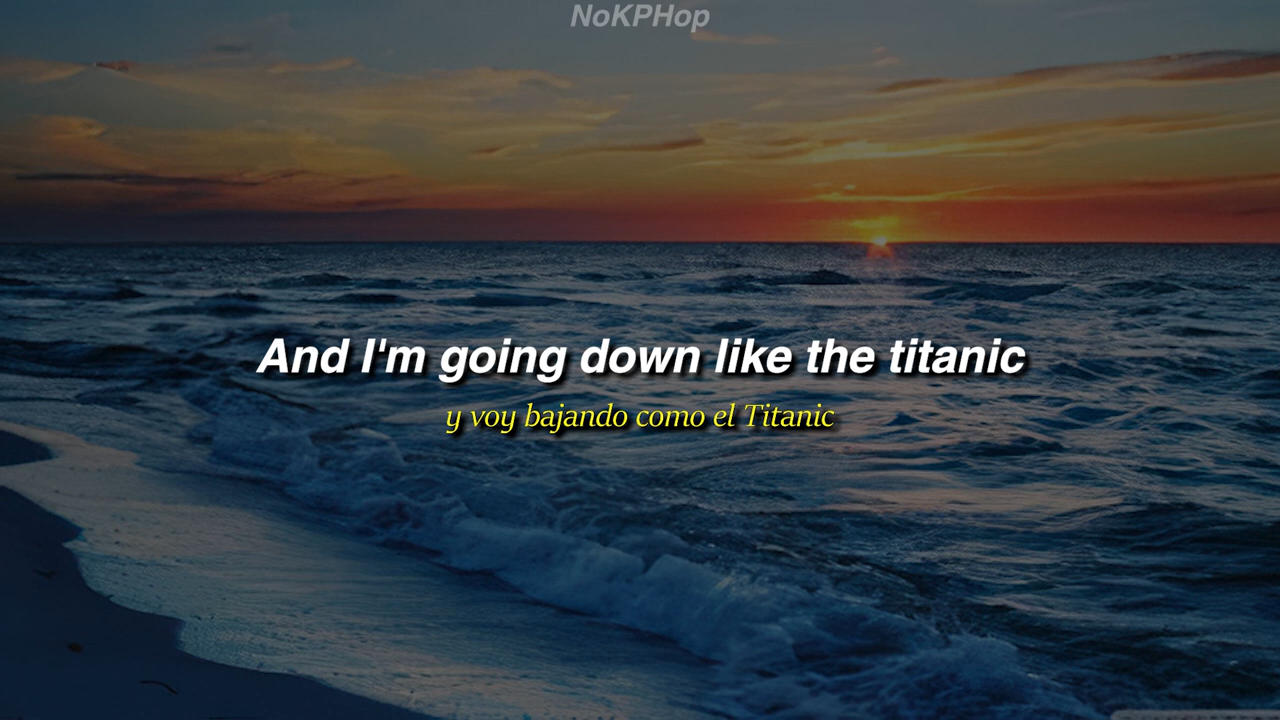 NoKPHop
And I'm going down like the titanic
y voy bajando como el Titanic